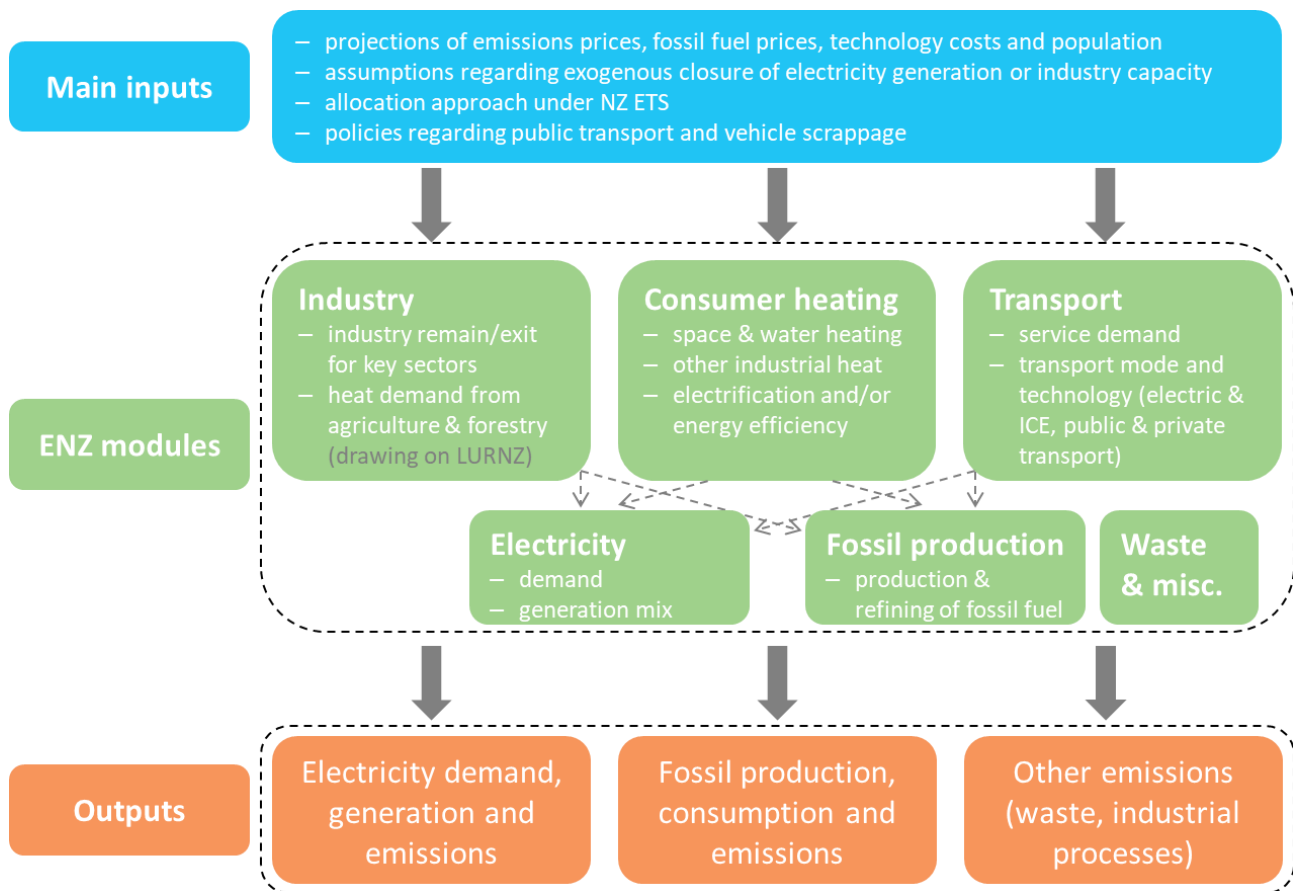 Main inputs
– projections of emissions prices, fossil fuel prices, technology costs and population
– assumptions regarding exogenous closure of electricity generation or industry capacity
– allocation approach under NZ ETS
– policies regarding public transport and vehicle scrappage
ENZ modules
Industry
– industry remain/exit
for key sectors
– heat demand from
agriculture & forestry
(drawing on LURNZ)
Consumer heating
– space & water heating
– other industrial heat
– electrification and/or
energy efficiency
Transport
– service demand
– transport mode and
technology (electric &
ICE, public & private
transport)
Electricity
– demand
– generation mix
Fossil production
– production &
refining of fossil fuel
Waste
& misc.
Outputs
Electricity demand,
generation and
emissions
Fossil production,
consumption and
emissions
Other emissions
(waste, industrial
processes)